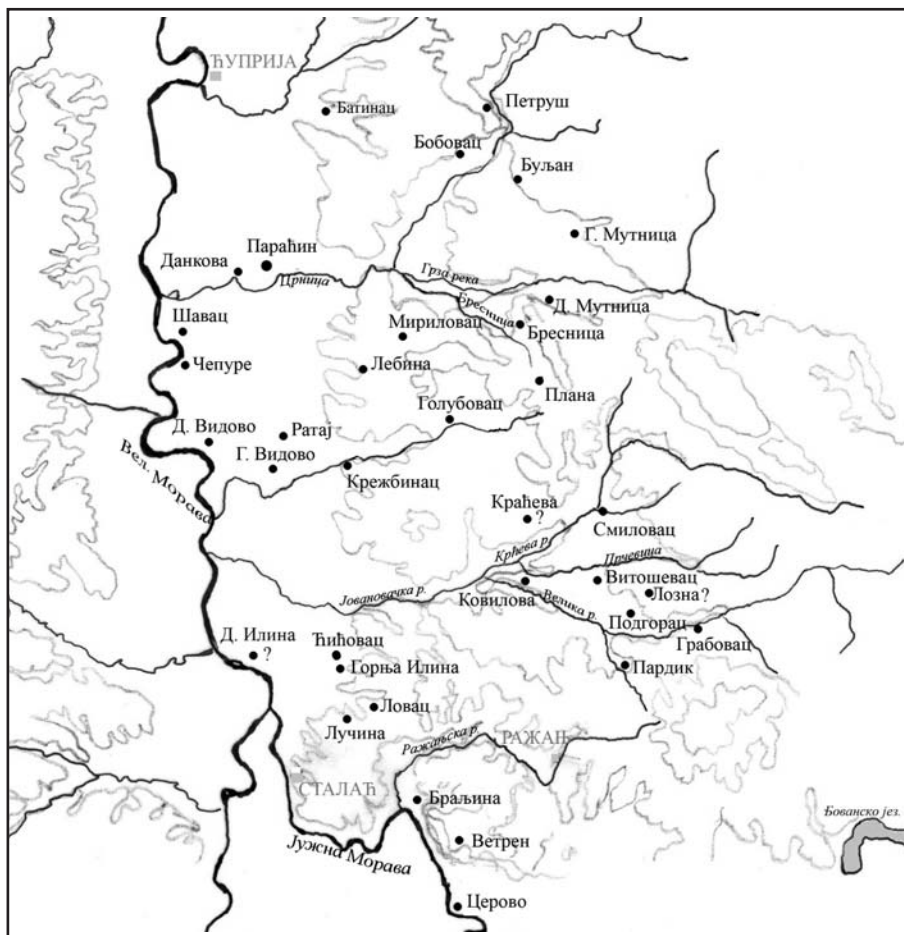 ЋУПРИЈА
Батинац
Петруш
Бобовац
Буљан
Г. Мутница
Параћин
Данкова
Црница
Грза река
Бресница
Д. Мутница
Шавац
Мириловац
Бресница
Чепуре
Лебина
Плана
Голубовац
Д. Видово
Ратај
Г. Видово
Крежбинац
Вел. Морава
Краћева
?
Смиловац
Крћева р.
Прчевица
Витошевац
Ковилова
Лозна ?
Јовановачка р.
Велика р.
Подгорац
Грабовац
Д. Илина
?
Ћићовац
Горња Илина
Пардик
Ловац
Лучина
Ражањска р.
РАЖАЊ
СТАЛАЋ
Браљина
Бованско јез.
Ветрен
Јужна Морава
Церово